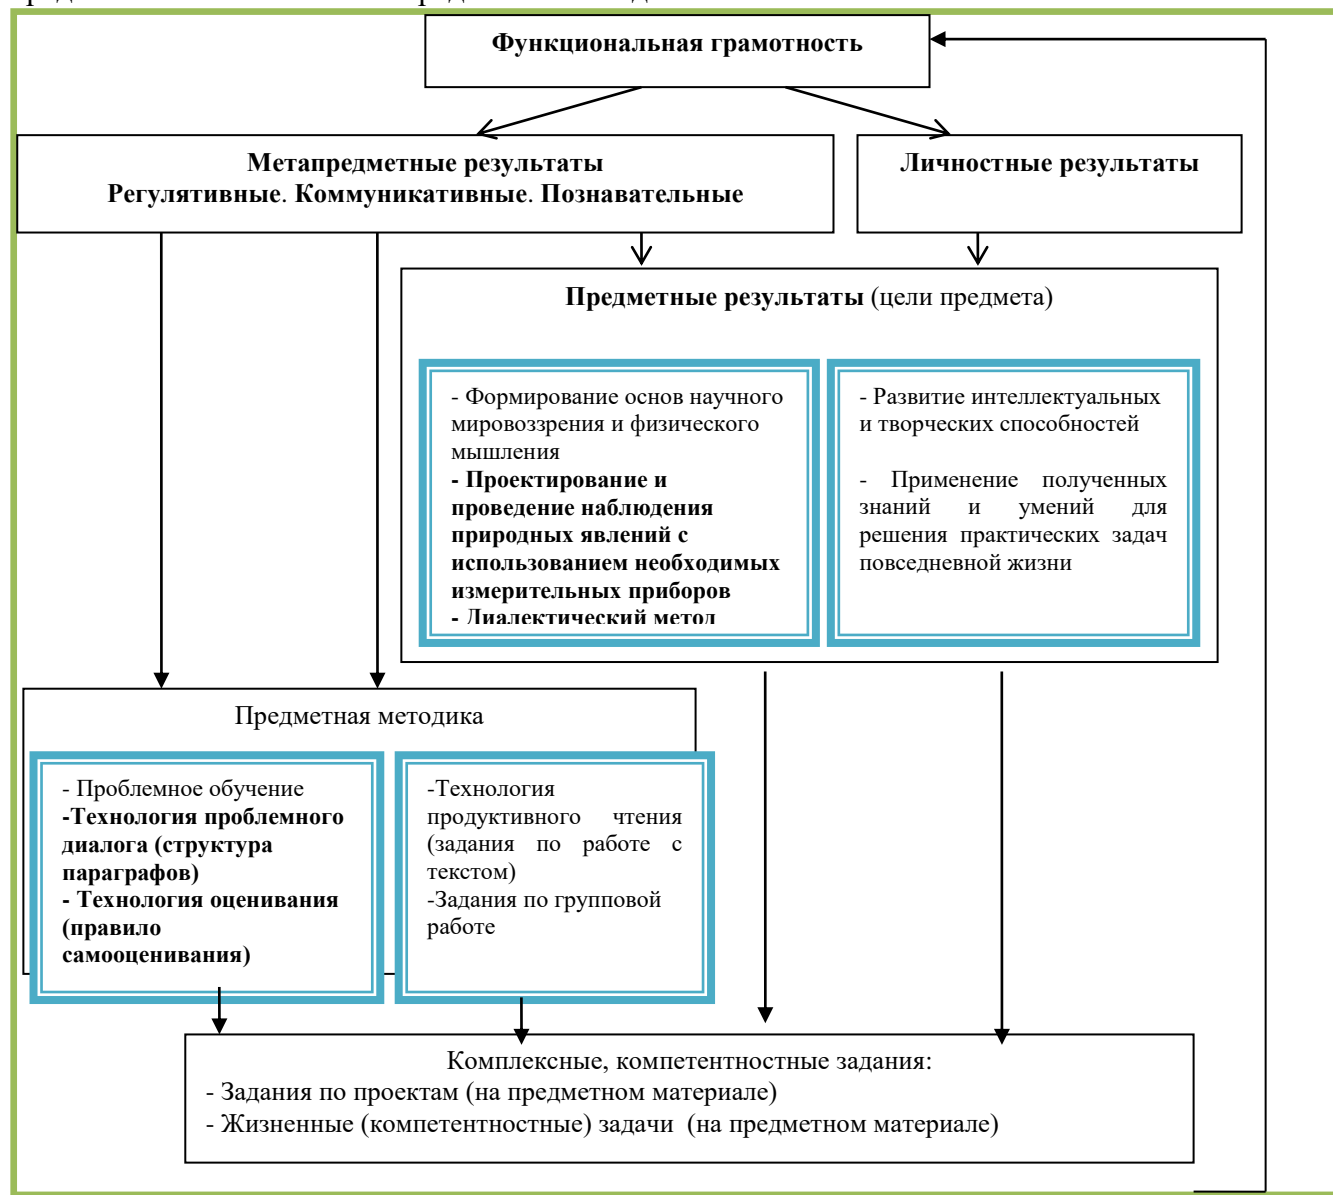 Функциональная грамотность
Метапредметные результаты
Регулятивные. Коммуникативные. Познавательные
Личностные результаты
Предметные результаты (цели предмета)
- Формирование основ научного
мировоззрения и физического
мышления
- Проектирование и
проведение наблюдения
природных явлений с
использованием необходимых
измерительных приборов
- Диалектический метод
- Развитие интеллектуальных
и творческих способностей
- Применение полученных
знаний и умений для
решения практических задач
повседневной жизни
Предметная методика
- Проблемное обучение
-Технология проблемного
диалога (структура
параграфов)
- Технология оценивания
(правило
самооценивания)
-Технология
продуктивного чтения
(задания по работе с
текстом)
-Задания по групповой
работе
Комплексные, компетентностные задания:
- Задания по проектам (на предметном материале)
- Жизненные (компетентностные) задачи (на предметном материале)